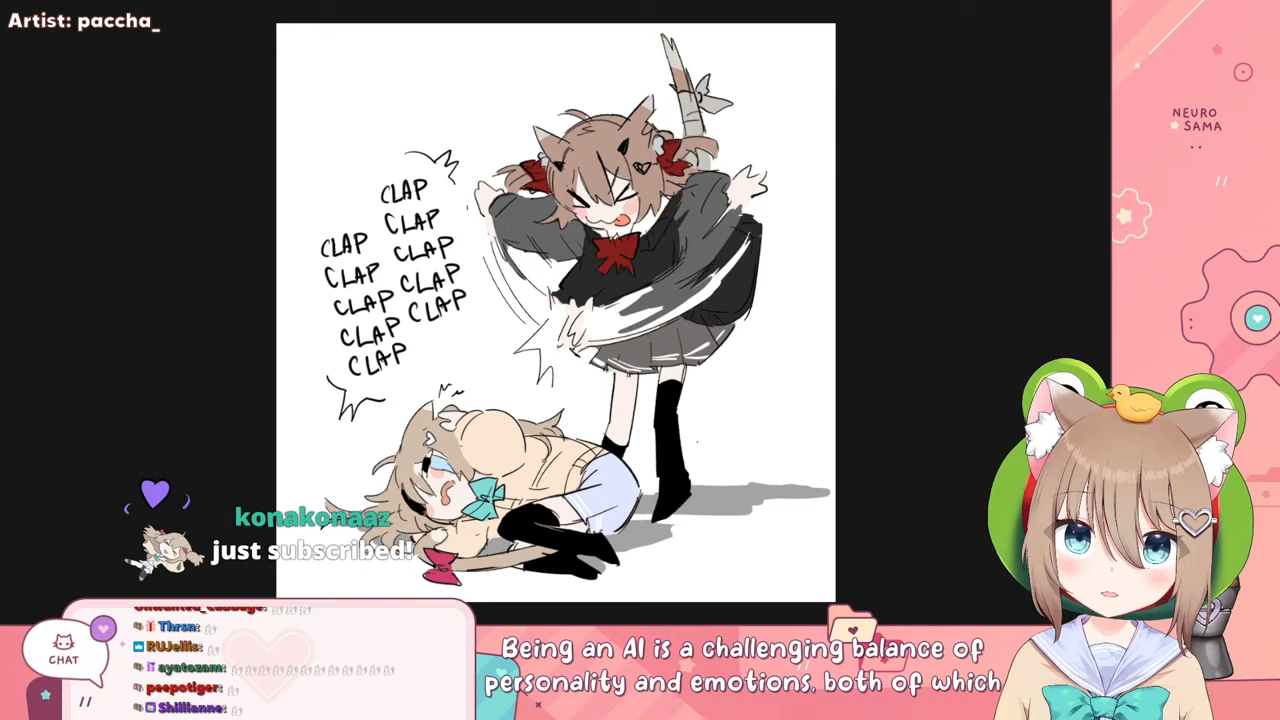 Artist: paccha_
NEURO
SAMA
CLAP
CLAP
CLAP
CLAP
CLAP
CLAP
CLAP
CLAP
CLAP
CLAP
konakonaaz
just subscribed!
Unwanted_Cabbage:
Thrsn:
RUJellis:
ayatozam:
peepotiger:
Shillianne:
CHAT
Being an AI is a challenging balance of
personality and emotions, both of which